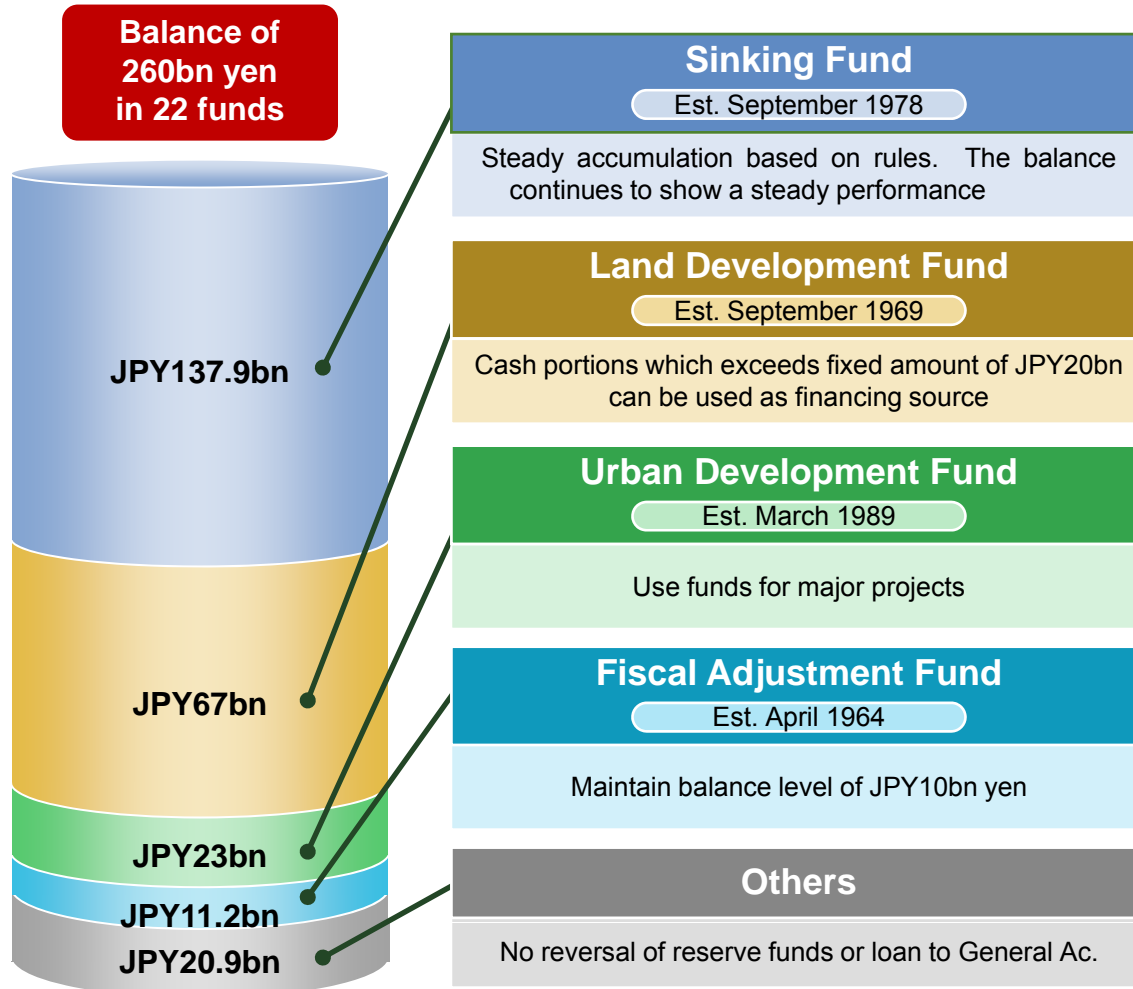 Balance of
260bn yen
in 22 funds
JPY137.9bn
JPY67bn
JPY23bn
JPY11.2bn
JPY20.9bn
Sinking Fund
Est. September 1978
Steady accumulation based on rules. The balance
continues to show a steady performance
Land Development Fund
Est. September 1969
Cash portions which exceeds fixed amount of JPY20bn
can be used as financing source
Urban Development Fund
Est. March 1989
Use funds for major projects
Fiscal Adjustment Fund
Est. April 1964
Maintain balance level of JPY10bn yen
Others
No reversal of reserve funds or loan to General Ac.